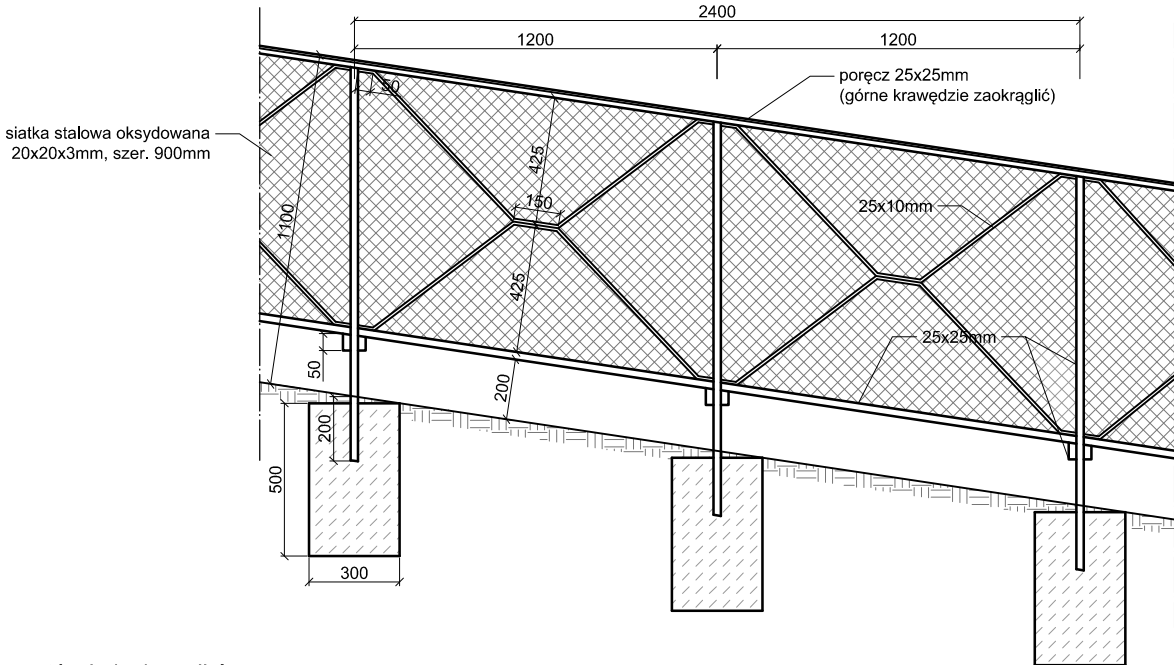 2400
1200
1200
50
poręcz 25x25mm
(górne krawędzie zaokrąglić)
siatka stalowa oksydowana
20x20x3mm, szer. 900mm
425
150
25x10mm
1100
425
25x25mm
50
200
200
500
300